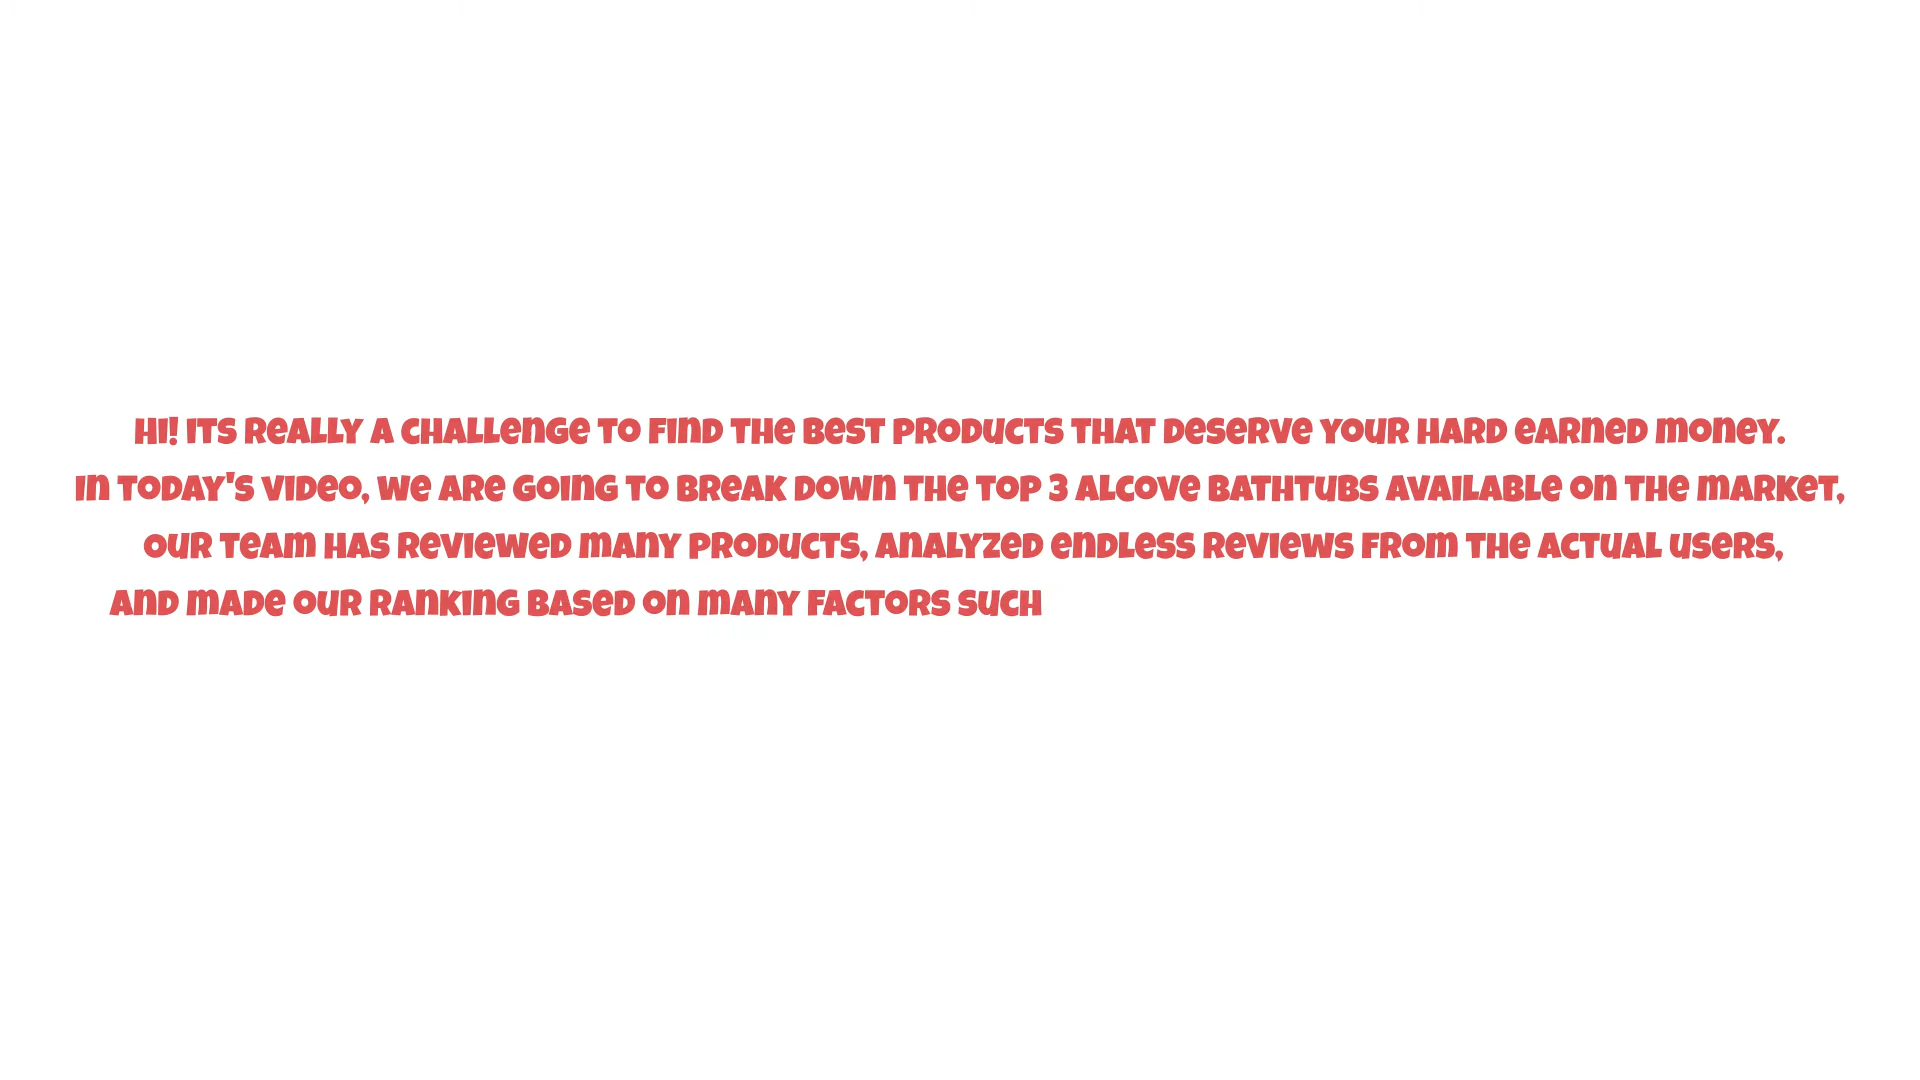 Hi! Its really a challenge to find the best products that deserve your hard earned money.
In today's video, we are going to break down the top 3 alcove bathtubs available on the market,
our team has reviewed many products, analyzed endless reviews from the actual users,
and made our ranking based on many factors such